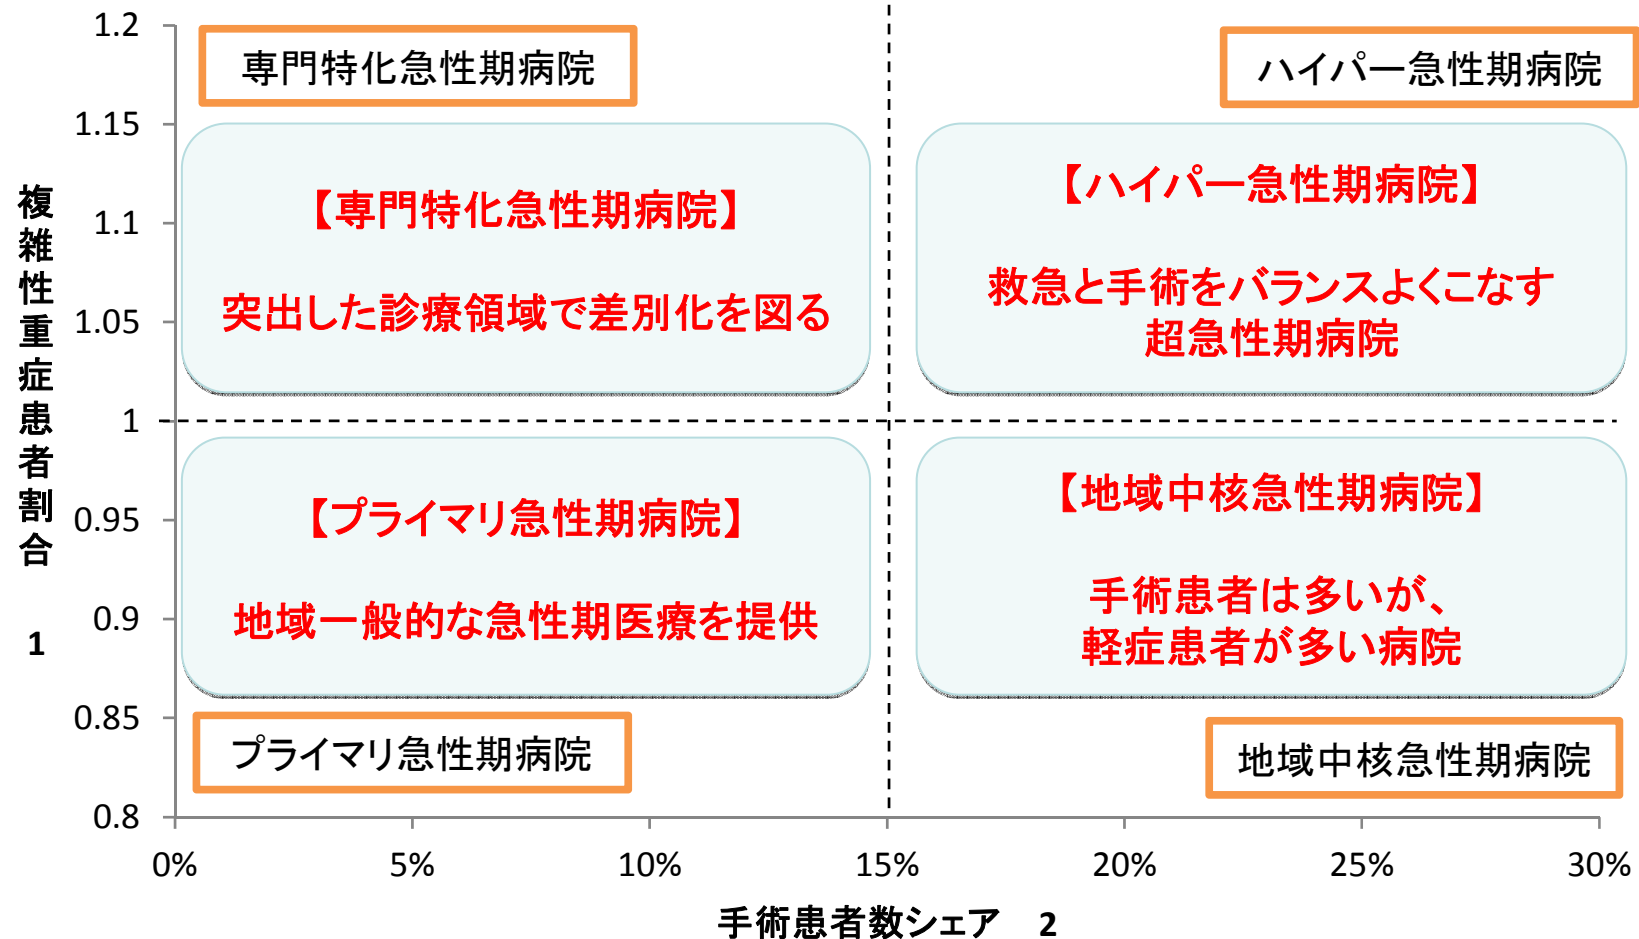 1.2
1.15
1.1
1.05
1
0.95
0.9
0.85
0.8
複雑性重症患者割合 1
専門特化急性期病院
ハイパー急性期病院
【専門特化急性期病院】
突出した診療領域で差別化を図る
【ハイパー急性期病院】
救急と手術をバランスよくこなす
超急性期病院
【プライマリ急性期病院】
地域一般的な急性期医療を提供
【地域中核急性期病院】
手術患者は多いが、
軽症患者が多い病院
プライマリ急性期病院
地域中核急性期病院
0% 5% 10% 15% 20% 25% 30%
手術患者数シェア 2